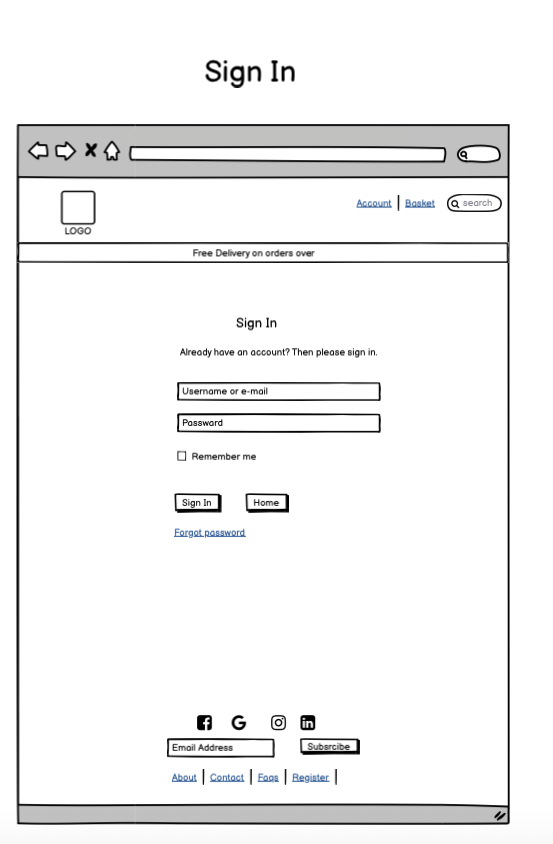 Sign In
Account Basket search
LOGO
Free Delivery on orders over
Sign In
Already have an account? Then please sign in.
Username or e-mail
Password
Remember me
Sign In Home
Forgot password
Email Address Subsrcibe
About Contact Faqs Register